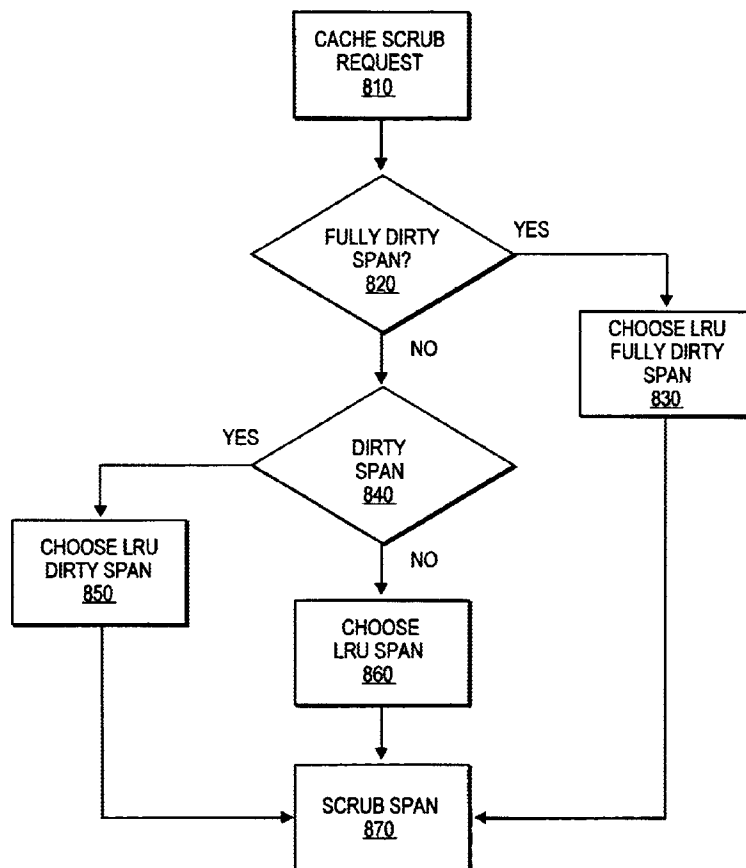 CACHE SCRUB
REQUEST
810
FULLY DIRTY
SPAN?
820
YES
NO
CHOOSE LRU
FULLY DIRTY
SPAN
830
YES
DIRTY
SPAN
840
NO
CHOOSE LRU
DIRTY SPAN
850
CHOOSE
LRU SPAN
860
SCRUB SPAN
870